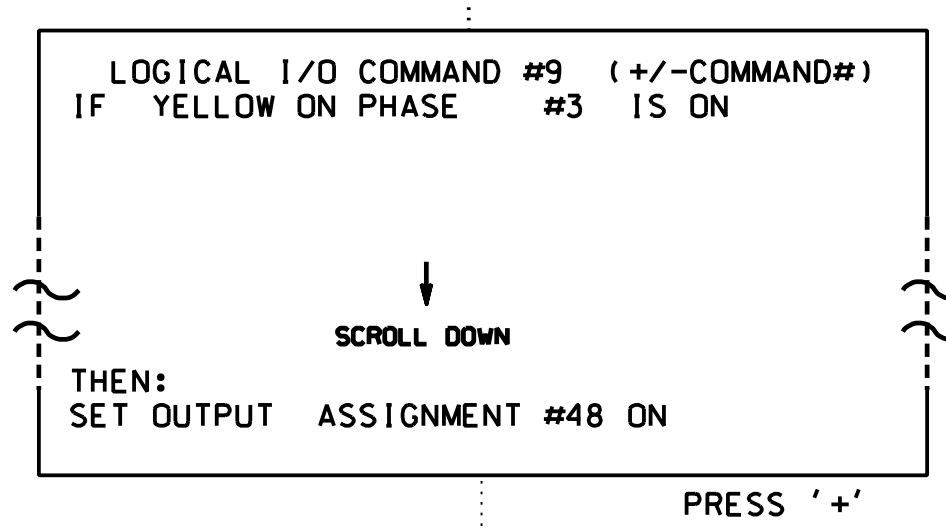 LOGICAL I/O COMMAND #9 (+/-COMMAND#)
IF YELLOW ON PHASE #3 IS ON
SCROLL DOWN
THEN:
SET OUTPUT ASSIGNMENT #48 ON
PRESS '+'